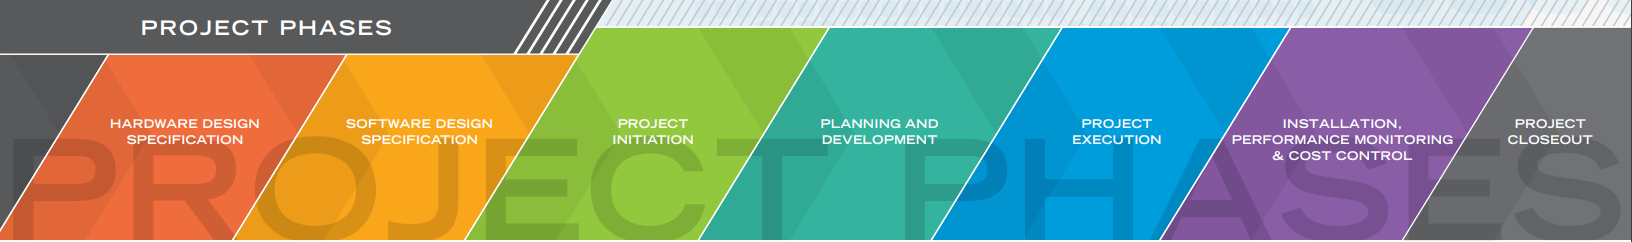 PROJECT PHASES
HARDWARE DESIGN
SPECIFICATION
SOFTWARE DESIGN
SPECIFICATION
PROJECT
INITIATION
PLANNING AND
DEVELOPMENT
PROJECT
EXECUTION
INSTALLATION,
PERFORMANCE MONITORING
& COST CONTROL
PROJECT
CLOSEOUT
PROJECT PHASES